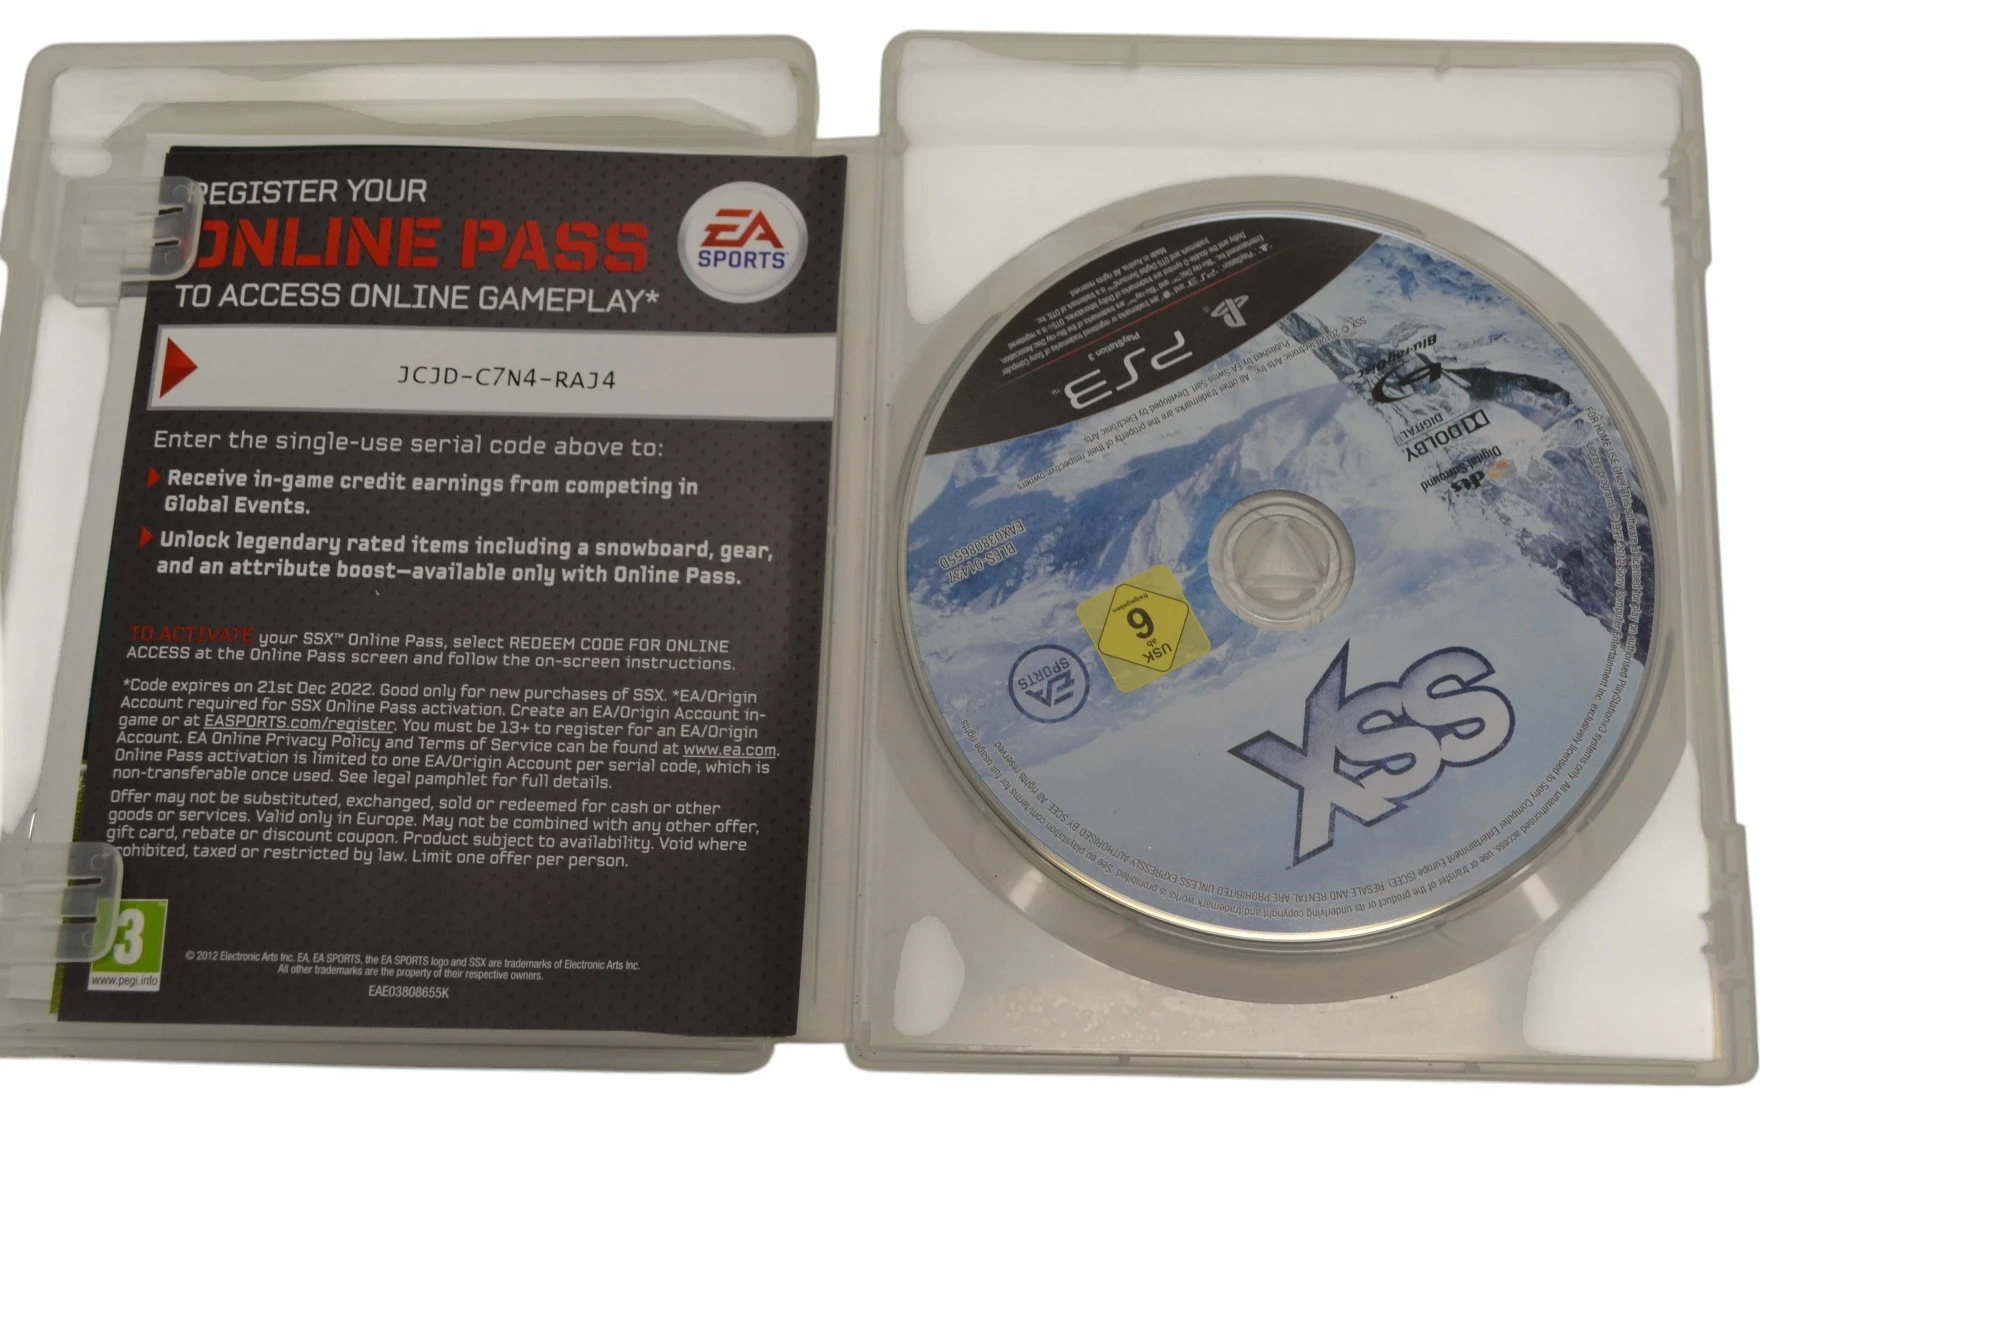 REGISTER YOUR
ONLINE PASS
TO ACCESS ONLINE GAMEPLAY*
EA
SPORTS
JCJD-C7N4-RAJ4
Enter the single-use serial code above to:
Receive in-game credit earnings from competing in
Global Events.
Unlock legendary rated items including a snowboard, gear,
and an attribute boost—available only with Online Pass.
TO ACTIVATE your SSX™ Online Pass, select REDEEM CODE FOR ONLINE
ACCESS at the Online Pass screen and follow the on-screen instructions.
*Code expires on 21st Dec 2022. Good only for new purchases of SSX. *EA/Origin
Account required for SSX Online Pass activation. Create an EA/Origin Account in-
game or at EASPORTS.com/register. You must be 13+ to register for an EA/Origin
Account. EA Online Privacy Policy and Terms of Service can be found at www.ea.com.
Online Pass activation is limited to one EA/Origin Account per serial code, which is
non-transferable once used. See legal pamphlet for full details.
Offer may not be substituted, exchanged, sold or redeemed for cash or other
goods or services. Valid only in Europe. May not be combined with any other offer,
gift card, rebate or discount coupon. Product subject to availability. Void where
prohibited, taxed or restricted by law. Limit one offer per person.
www.pegi.info
© 2012 Electronic Arts Inc. EA, EA SPORTS, the EA SPORTS logo and SSX are trademarks of Electronic Arts Inc.
All other trademarks are the property of their respective owners.
EAE03808655K
SSX
EA
SPORTS
USK
ab
6
freigegeben
BLES-01437
EAX03808655D
dts
Digital Surround
DOLBY
DIGITAL
Blu-ray Disc
PS3™
PlayStation 3